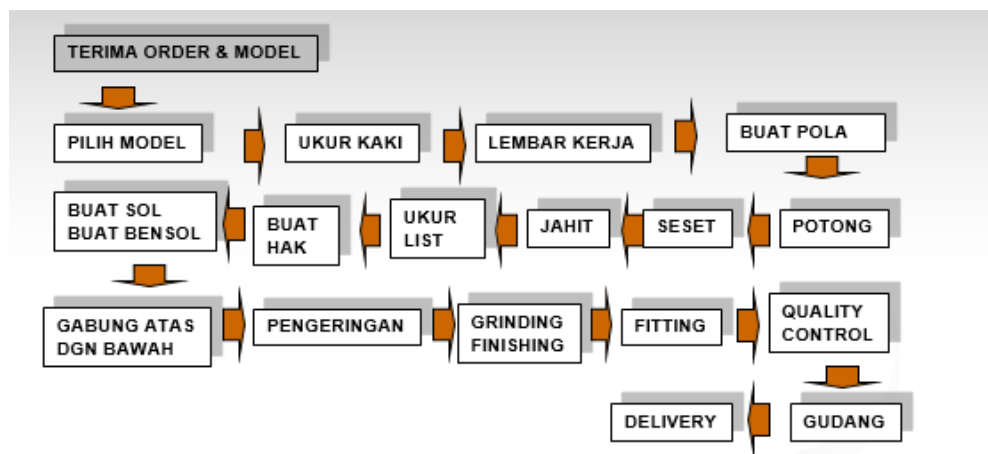 TERIMA ORDER & MODEL
PILIH MODEL
UKUR KAKI
LEMBAR KERJA
BUAT POLA
POTONG
SESET
JAHIT
UKUR
LIST
BUAT
HAK
BUAT SOL
BUAT BENSOL
GABUNG ATAS
DGN BAWAH
PENGERINGAN
GRINDING
FINISHING
FITTING
QUALITY
CONTROL
GUDANG
DELIVERY